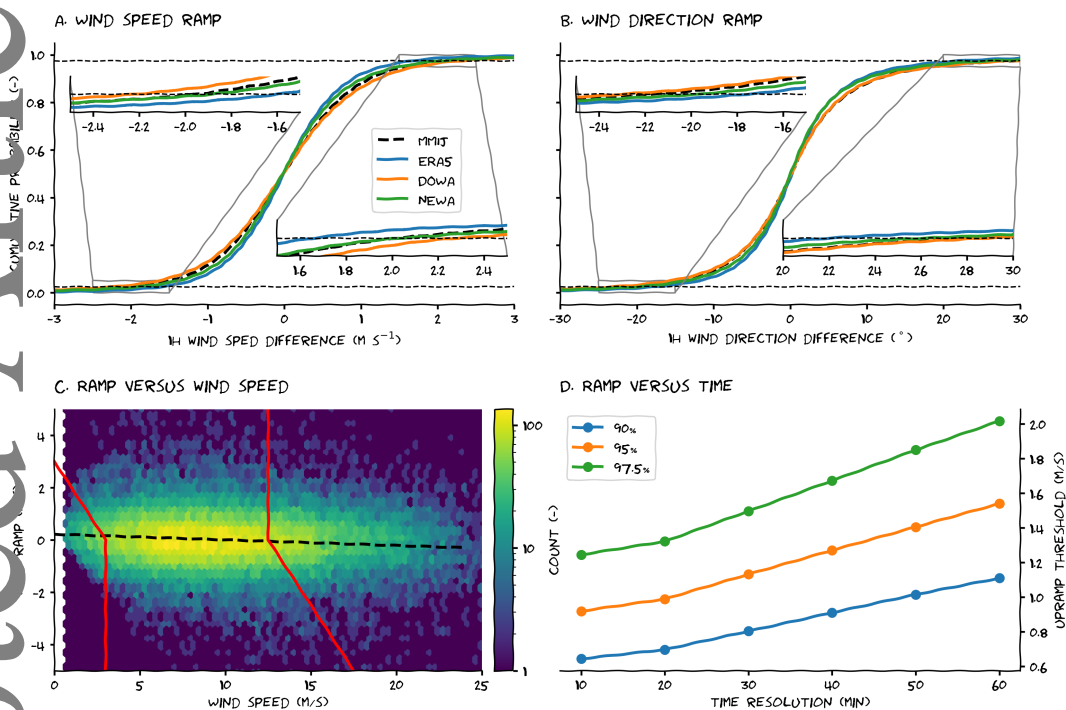 A. WIND SPEED RAMP
1.0
0.8
0.6
0.4
0.2
0.0
-2.4 -2.2 -2.0 -1.8 -1.6
MMIJ
ERA5
DOWA
NEWA
1.6 1.8 2.0 2.2 2.4
-3 -2 -1 0 1 2 3
1H WIND SPED DIFFERENCE (M S⁻¹)
B. WIND DIRECTION RAMP
-24 -22 -20 -18 -16
20 22 24 26 28 30
-30 -20 -10 0 10 20 30
1H WIND DIRECTION DIFFERENCE (°)
C. RAMP VERSUS WIND SPEED
4
2
0
-2
-4
RAMP
0 5 10 15 20 25
WIND SPEED (M/S)
100
10
1
COUNT (-)
D. RAMP VERSUS TIME
90%
95%
97.5%
2.0
1.8
1.6
1.4
1.2
1.0
0.8
0.6
UPRAMP THRESHOLD (M/S)
10 20 30 40 50 60
TIME RESOLUTION (MIN)